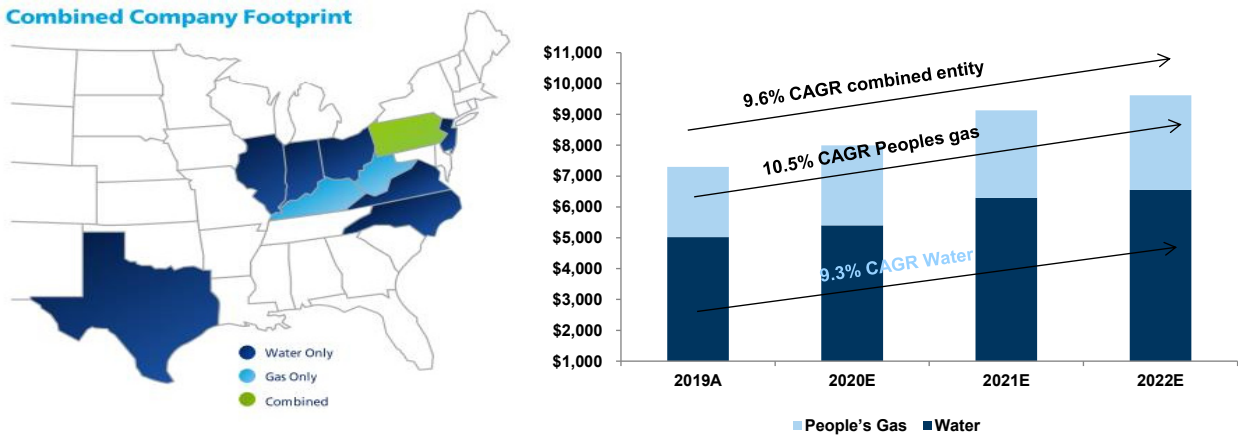 Combined Company Footprint
Water Only
Gas Only
Combined
$11,000
$10,000
$9,000
$8,000
$7,000
$6,000
$5,000
$4,000
$3,000
$2,000
$1,000
9.6% CAGR combined entity
10.5% CAGR Peoples gas
9.3% CAGR Water
2019A
2020E
2021E
2022E
People's Gas
Water